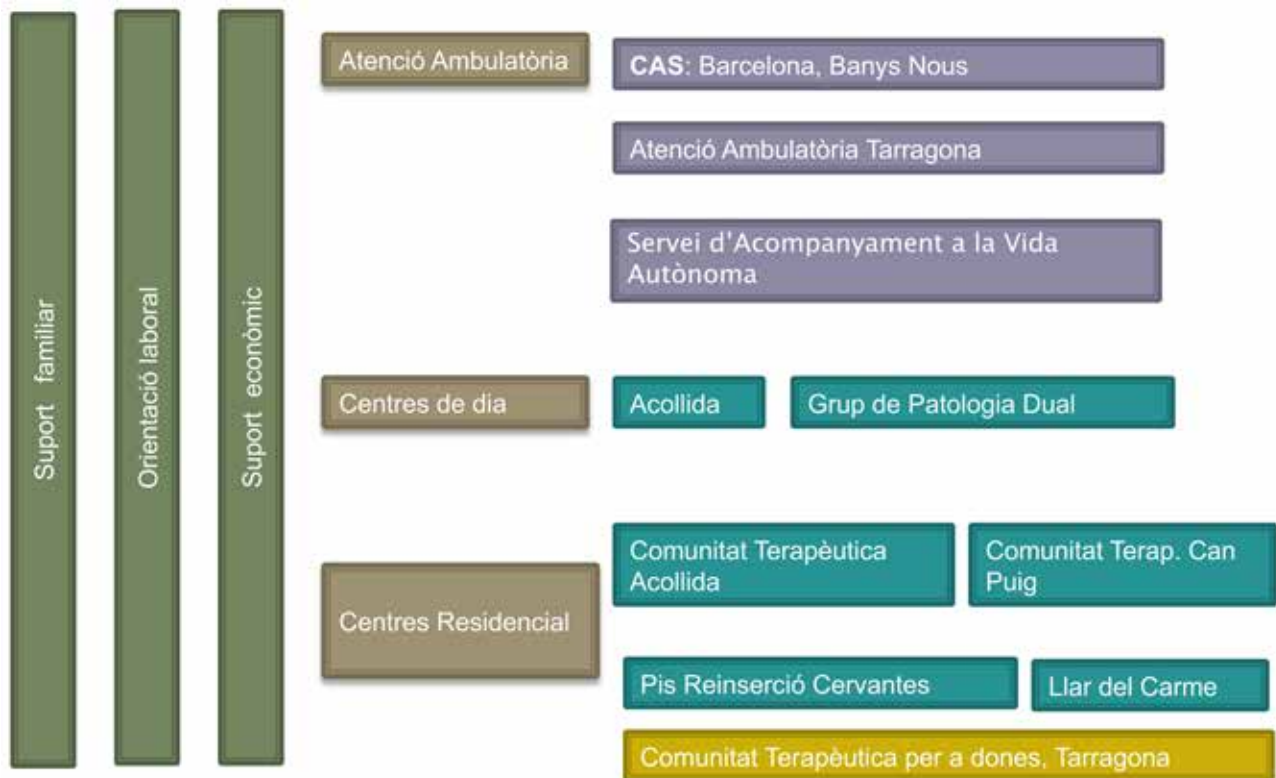 Suport familiar
Orientació laboral
Suport econòmic
Atenció Ambulatòria
CAS: Barcelona, Banys Nous
Atenció Ambulatòria Tarragona
Servei d'Acompanyament a la Vida
Autònoma
Centres de dia
Acollida
Grup de Patologia Dual
Centres Residencial
Comunitat Terapèutica
Acollida
Comunitat Terap. Can
Puig
Pis Reinserció Cervantes
Llar del Carme
Comunitat Terapèutica per a dones, Tarragona